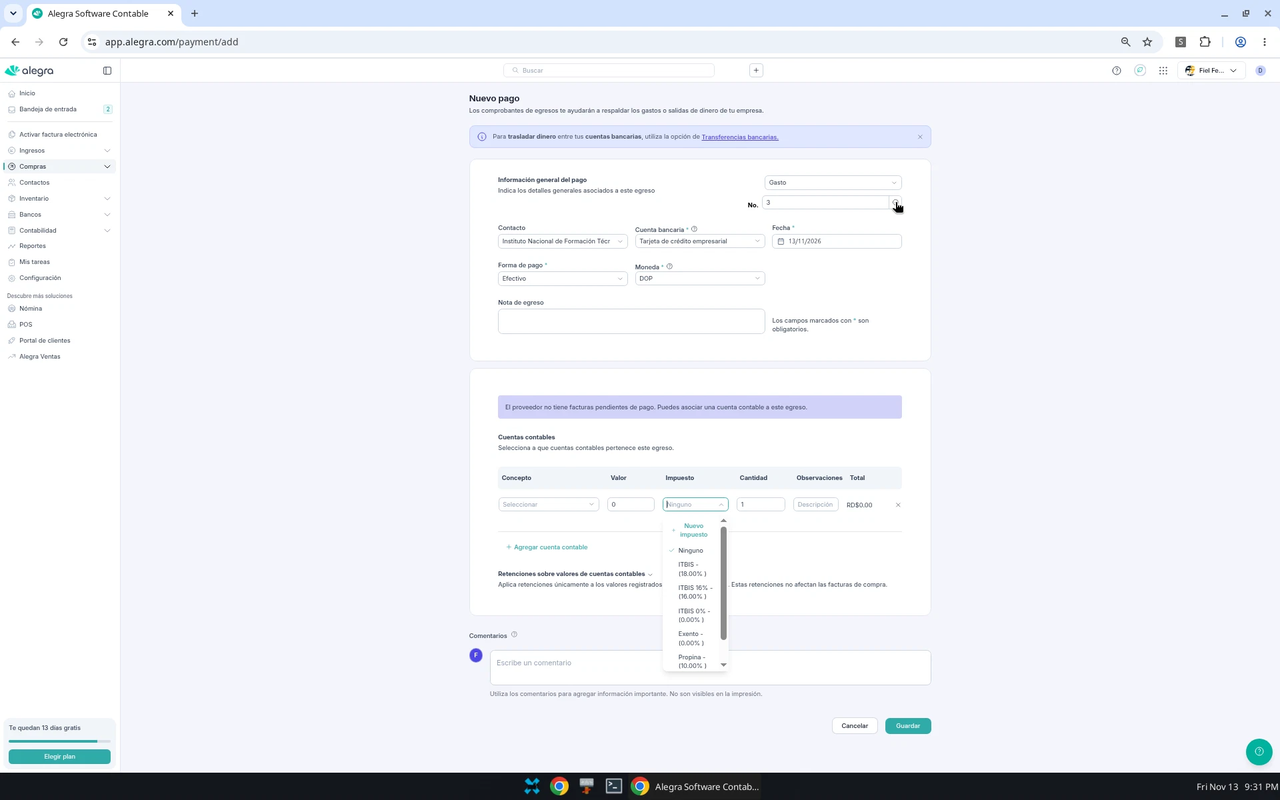 Alegra Software Contable
app.alegra.com/payment/add
S
alegra
Buscar
Fiel Fe...
D
Inicio
Bandeja de entrada 2
Activar factura electrónica
Ingresos
Compras
Contactos
Inventario
Bancos
Contabilidad
Reportes
Mis tareas
Configuración
Descubre más soluciones
Nómina
POS
Portal de clientes
Alegra Ventas
Te quedan 13 días gratis
Elegir plan
Nuevo pago
Los comprobantes de egresos te ayudarán a respaldar los gastos o salidas de dinero de tu empresa.
Para trasladar dinero entre tus cuentas bancarias, utiliza la opción de Transferencias bancarias.
Información general del pago
Indica los detalles generales asociados a este egreso
Gasto
No. 3
Contacto Cuenta bancaria * Fecha *
Instituto Nacional de Formación Técr Tarjeta de crédito empresarial 13/11/2026
Forma de pago * Moneda *
Efectivo DOP
Nota de egreso
Los campos marcados con * son
obligatorios.
El proveedor no tiene facturas pendientes de pago. Puedes asociar una cuenta contable a este egreso.
Cuentas contables
Selecciona a que cuentas contables pertenece este egreso.
Concepto Valor Impuesto Cantidad Observaciones Total
Seleccionar 0 Ninguno 1 Descripción RD$0.00
+ Nuevo
impuesto
Ninguno
ITBIS -
(18.00% )
ITBIS 16% -
(16.00% )
ITBIS 0% -
(0.00% )
Exento -
(0.00% )
Propina -
(10.00% )
+ Agregar cuenta contable
Retenciones sobre valores de cuentas contables
Aplica retenciones únicamente a los valores registrados Estas retenciones no afectan las facturas de compra.
Comentarios
F
Escribe un comentario
Utiliza los comentarios para agregar información importante. No son visibles en la impresión.
Cancelar Guardar
Alegra Software Contab...
Fri Nov 13 9:31 PM